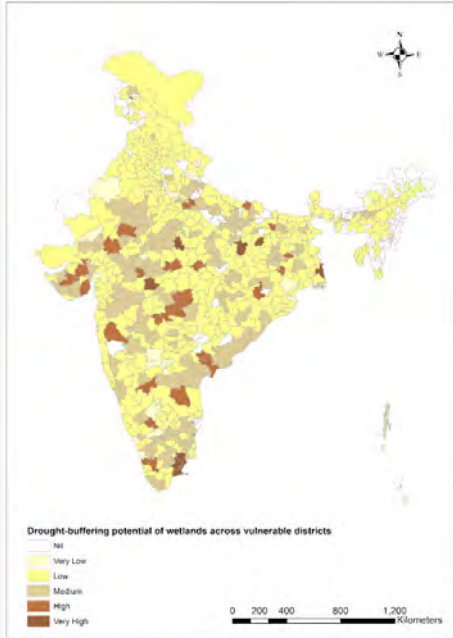 N
W E
S
Drought-buffering potential of wetlands across vulnerable districts
Nil
Very Low
Low
Medium
High
Very High
0 200 400 800 1,200
Kilometers